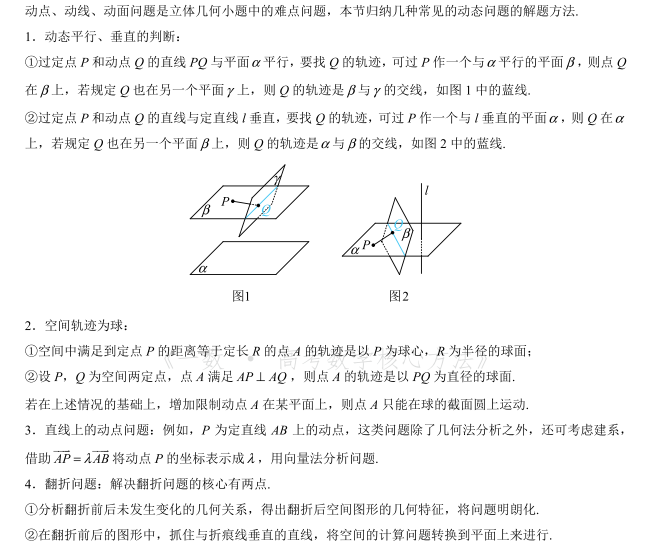 动点、动线、动面问题是立体几何小题中的难点问题，本节归纳几种常见的动态问题的解题方法.
1．动态平行、垂直的判断：
①过定点 P 和动点 Q 的直线 PQ 与平面 α 平行，要找 Q 的轨迹，可过 P 作一个与 α 平行的平面 β，则点 Q
在 β 上，若规定 Q 也在另一个平面 γ 上，则 Q 的轨迹是 β 与 γ 的交线，如图 1 中的蓝线.
②过定点 P 和动点 Q 的直线与定直线 l 垂直，要找 Q 的轨迹，可过 P 作一个与 l 垂直的平面 α，则 Q 在 α
上，若规定 Q 也在另一个平面 β 上，则 Q 的轨迹是 α 与 β 的交线，如图 2 中的蓝线.
γ
P
Q
β
α
图1
l
Q
β
P
α
图2
2．空间轨迹为球：
《一数 • 高考数学核心方法》
①空间中满足到定点 P 的距离等于定长 R 的点 A 的轨迹是以 P 为球心，R 为半径的球面；
②设 P，Q 为空间两定点，点 A 满足 AP ⊥ AQ，则点 A 的轨迹是以 PQ 为直径的球面.
若在上述情况的基础上，增加限制动点 A 在某平面上，则点 A 只能在球的截面圆上运动.
3．直线上的动点问题：例如，P 为定直线 AB 上的动点，这类问题除了几何法分析之外，还可考虑建系，
借助 \overrightarrow{AP} = λ\overrightarrow{AB} 将动点 P 的坐标表示成 λ，用向量法分析问题.
4．翻折问题：解决翻折问题的核心有两点.
①分析翻折前后未发生变化的几何关系，得出翻折后空间图形的几何特征，将问题明朗化.
②在翻折前后的图形中，抓住与折痕线垂直的直线，将空间的计算问题转换到平面上来进行.